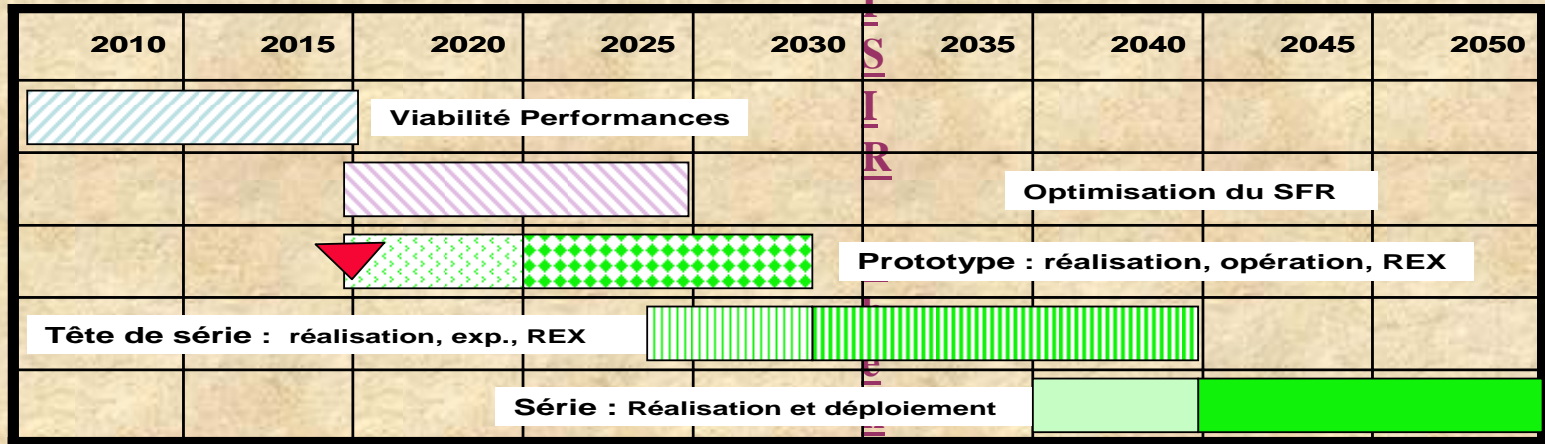 2010 2015 2020 2025 2030 2035 2040 2045 2050
Viabilité Performances
Optimisation du SFR
Prototype : réalisation, opération, REX
Tête de série : réalisation, exp., REX
Série : Réalisation et déploiement
S
I
R